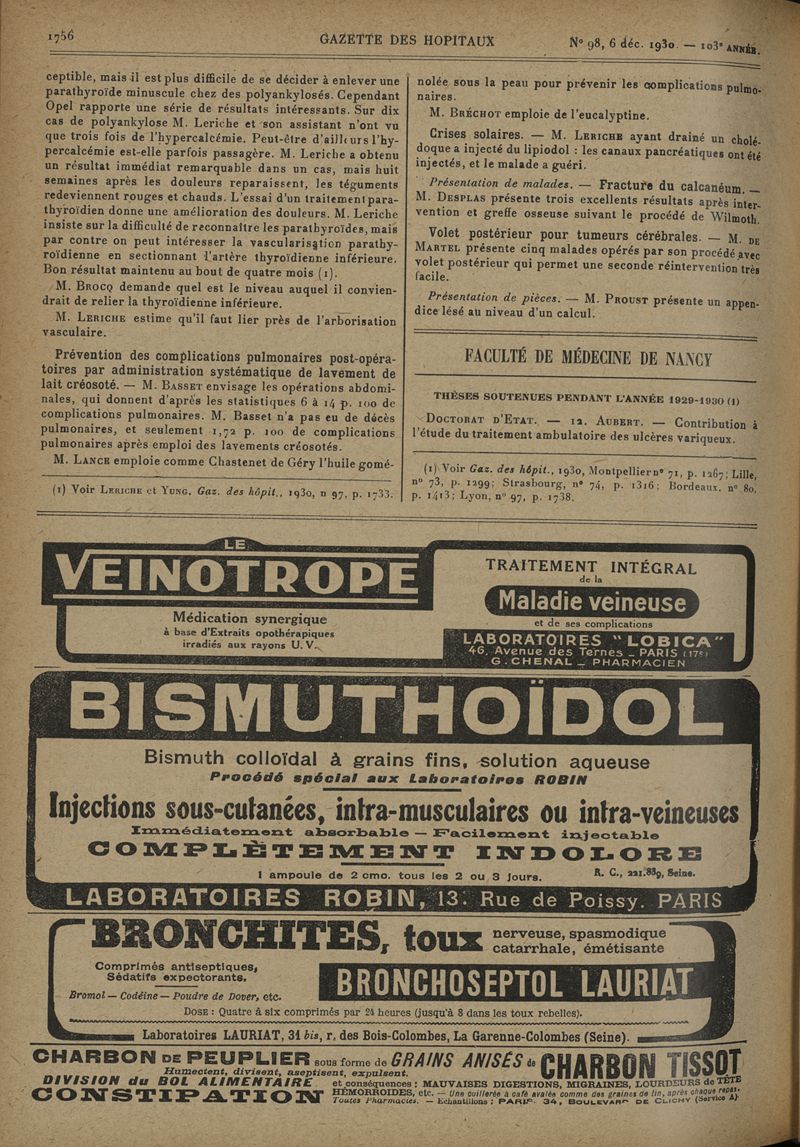 1756
GAZETTE DES HOPITAUX
N° 98, 6 déc. 1930. — 103e ANNÉE.
ceptible, mais il est plus difficile de se décider à enlever une
parathyroïde minuscule chez des polyankylosés. Cependant
Opel rapporte une série de résultats intéressants. Sur dix
cas de polyankylose M. Leriche et son assistant n'ont vu
que trois fois de l'hypercalcémie. Peut-être d'ailleurs l'hy-
percalcémie est-elle parfois passagère. M. Leriche a obtenu
un résultat immédiat remarquable dans un cas, mais huit
semaines après les douleurs reparaissent, les téguments
redeviennent rouges et chauds. L'essai d'un traitement para-
thyroïdien donne une amélioration des douleurs. M. Leriche
insiste sur la difficulté de reconnaître les parathyroïdes, mais
par contre on peut intéresser la vascularisation parathy-
roïdienne en sectionnant l'artère thyroïdienne inférieure.
Bon résultat maintenu au bout de quatre mois (1).
M. BROCQ demande quel est le niveau auquel il convien-
drait de relier la thyroïdienne inférieure.
M. LERICHE estime qu'il faut lier près de l'arborisation
vasculaire.
Prévention des complications pulmonaires post-opéra-
toires par administration systématique de lavement de
lait créosoté. — M. BASSET envisage les opérations abdomi-
nales, qui donnent d'après les statistiques 6 à 14 p. 100 de
complications pulmonaires. M. Basset n'a pas eu de décès
pulmonaires, et seulement 1,72 p. 100 de complications
pulmonaires après emploi des lavements créosotés.
M. LANCE emploie comme Chastenet de Géry l'huile gomé-
(1) Voir LERICHE et YUNG. Gaz. des hôpit., 1930, n 97, p. 1733.
nolée sous la peau pour prévenir les complications pulmo-
naires.
M. BRÉCHOT emploie de l'eucalyptine.
Crises solaires. — M. LERICHE ayant drainé un cholé-
doque a injecté du lipiodol : les canaux pancréatiques ont été
injectés, et le malade a guéri.
Présentation de malades. — Fracture du calcanéum. —
M. DESPLAS présente trois excellents résultats après inter-
vention et greffe osseuse suivant le procédé de Wilmoth.
Volet postérieur pour tumeurs cérébrales. — M. DE
MARTEL présente cinq malades opérés par son procédé avec
volet postérieur qui permet une seconde réintervention très
facile.
Présentation de pièces. — M. PROUST présente un appen-
dice lésé au niveau d'un calcul.
FACULTÉ DE MÉDECINE DE NANCY
THÈSES SOUTENUES PENDANT L'ANNÉE 1929-1930 (1)
DOCTORAT D'ETAT. — 12. AUBERT. — Contribution à
l'étude du traitement ambulatoire des ulcères variqueux.
(1) Voir Gaz. des hôpit., 1930, Montpellier n° 71, p. 1267; Lille,
n° 73, p. 1299; Strasbourg, n° 74, p. 1316; Bordeaux. n° 80,
p. 1413; Lyon, n° 97, p. 1738.
LE
VEINOTROPE
Médication synergique
à base d'Extraits opothérapiques
irradiés aux rayons U.V.
TRAITEMENT INTÉGRAL
de la
Maladie veineuse
et de ses complications
LABORATOIRES "LOBICA"
46, Avenue des Ternes _ PARIS (17e)
G. CHENAL _ PHARMACIEN
BISMUTHOÏDOL
Bismuth colloïdal à grains fins, solution aqueuse
Procédé spécial aux Laboratoires ROBIN
Injections sous-cutanées, intra-musculaires ou intra-veineuses
Immédiatement absorbable — Facilement injectable
COMPLÈTEMENT INDOLORE
1 ampoule de 2 cmc. tous les 2 ou 3 jours.
R. C., 221.839, Seine.
LABORATOIRES ROBIN, 13. Rue de Poissy. PARIS
BRONCHITES, toux nerveuse, spasmodique
catarrhale, émétisante
Comprimés antiseptiques,
Sédatifs expectorants.
Bromol — Codéine — Poudre de Dover, etc.
BRONCHOSEPTOL LAURIAT
DOSE : Quatre à six comprimés par 24 heures (jusqu'à 8 dans les toux rebelles).
Laboratoires LAURIAT, 31 bis, r. des Bois-Colombes, La Garenne-Colombes (Seine).
CHARBON DE PEUPLIER sous forme de GRAINS ANISÉS de CHARBON TISSOT
Humectent, divisent, aseptisent, expulsent.
DIVISION du BOL ALIMENTAIRE et conséquences : MAUVAISES DIGESTIONS, MIGRAINES, LOURDEURS de TÊTE
CONSTIPATION HÉMORROIDES, etc. — Une cuillerée à café avalée comme des graines de lin, après chaque repas.
Toutes Pharmacies. — Echantillons : PARIS, 34, BOULEVARD DE CLICHY (Service A).